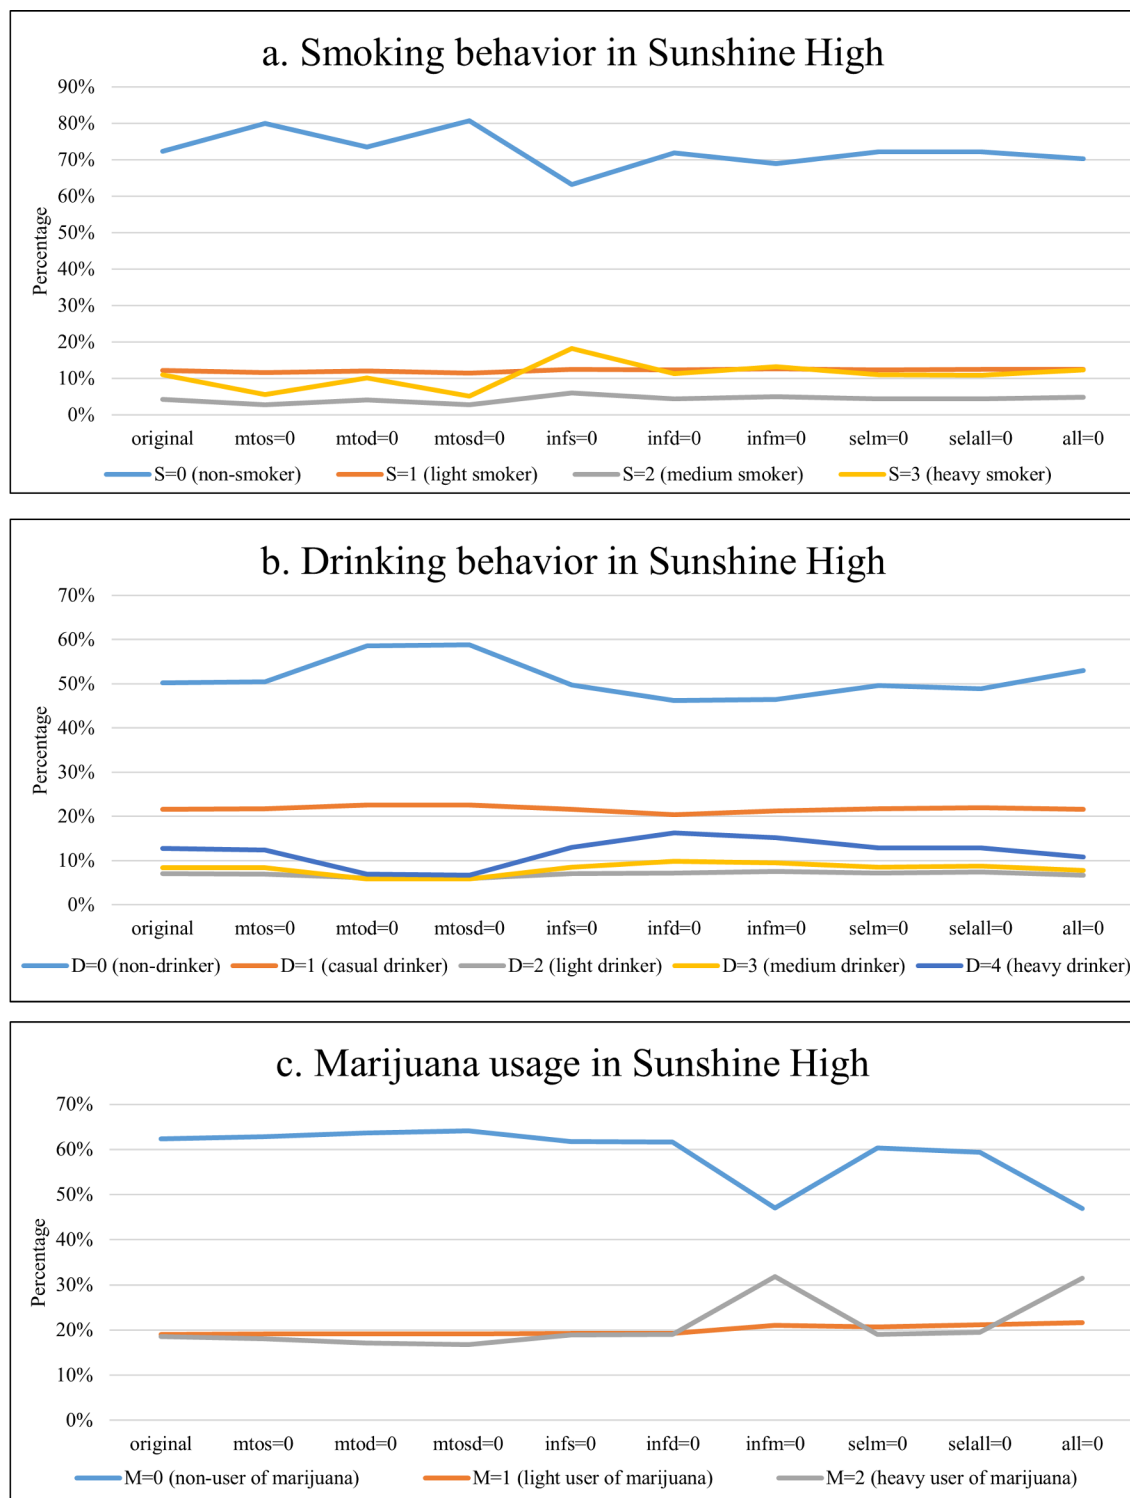 a. Smoking behavior in Sunshine High
Percentage
90%
80%
70%
60%
50%
40%
30%
20%
10%
0%
original mtos=0 mtod=0 mtosd=0 infs=0 infd=0 infm=0 selm=0 selall=0 all=0
S=0 (non-smoker) S=1 (light smoker) S=2 (medium smoker) S=3 (heavy smoker)
b. Drinking behavior in Sunshine High
Percentage
70%
60%
50%
40%
30%
20%
10%
0%
original mtos=0 mtod=0 mtosd=0 infs=0 infd=0 infm=0 selm=0 selall=0 all=0
D=0 (non-drinker) D=1 (casual drinker) D=2 (light drinker) D=3 (medium drinker) D=4 (heavy drinker)
c. Marijuana usage in Sunshine High
Percentage
70%
60%
50%
40%
30%
20%
10%
0%
original mtos=0 mtod=0 mtosd=0 infs=0 infd=0 infm=0 selm=0 selall=0 all=0
M=0 (non-user of marijuana) M=1 (light user of marijuana) M=2 (heavy user of marijuana)